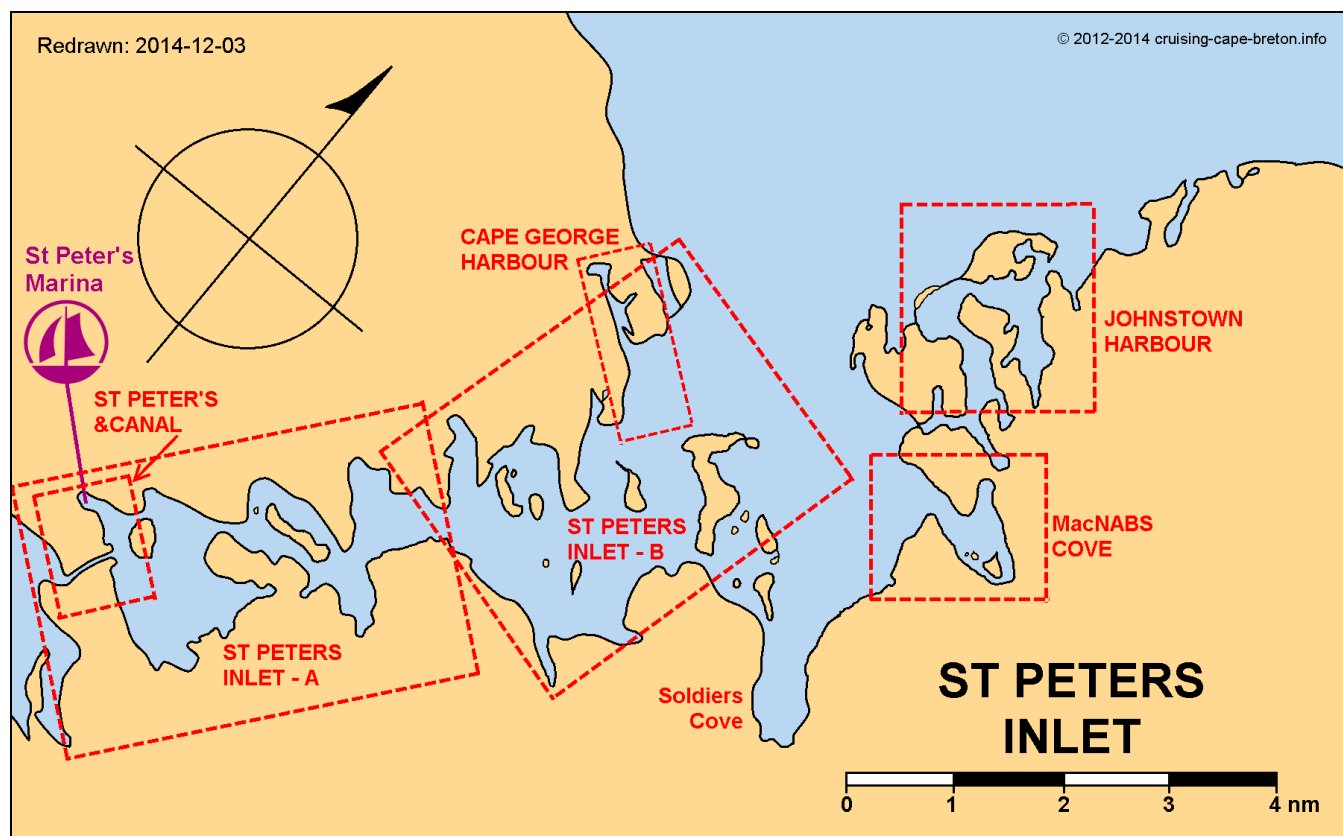 Redrawn: 2014-12-03
© 2012-2014 cruising-cape-breton.info
St Peter's
Marina
CAPE GEORGE
HARBOUR
JOHNSTOWN
HARBOUR
ST PETER'S
&CANAL
ST PETERS
INLET - B
MacNABS
COVE
ST PETERS
INLET - A
Soldiers
Cove
ST PETERS
INLET
0 1 2 3 4 nm